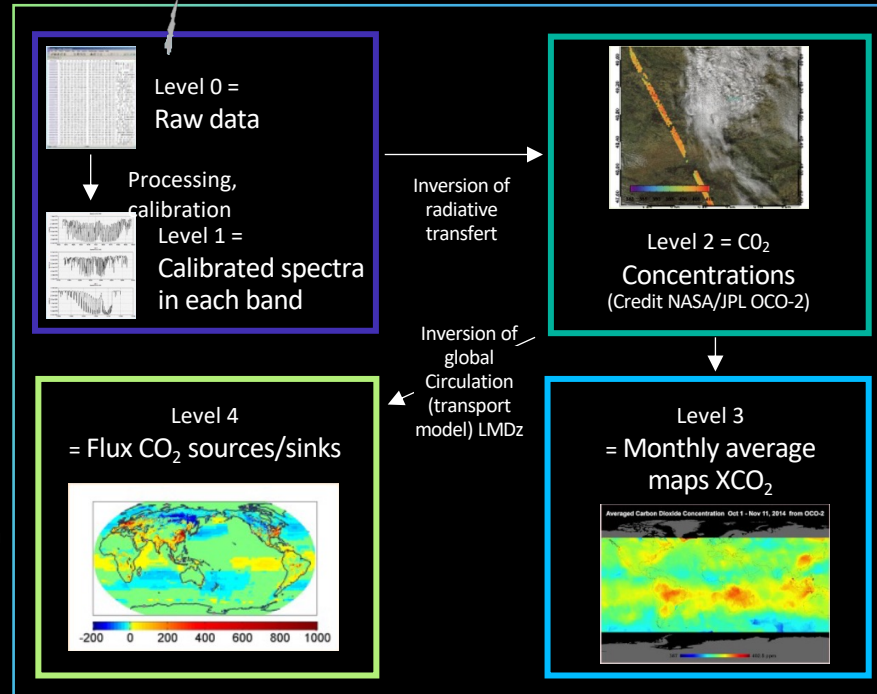 Level 0 =
Raw data
Processing,
calibration
Level 1 =
Calibrated spectra
in each band
Inversion of
radiative
transfert
Level 2 = C0₂
Concentrations
(Credit NASA/JPL OCO-2)
Inversion of
global
Circulation
(transport
model) LMDz
Level 4
= Flux CO₂ sources/sinks
-200 0 200 400 600 800 1000
Level 3
= Monthly average
maps XCO₂
Averaged Carbon Dioxide Concentration Oct 1 - Nov 11, 2014 from OCO-2